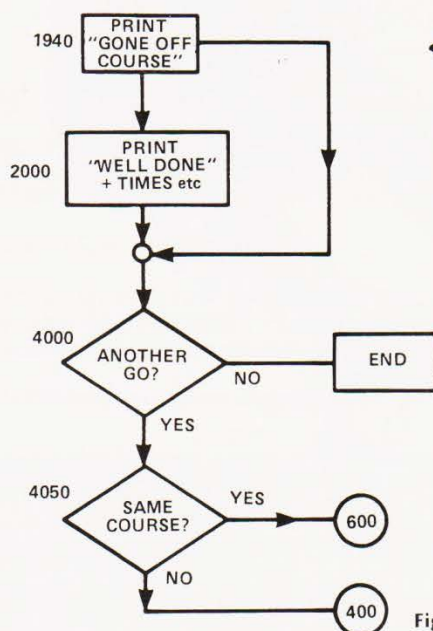 1940
PRINT
"GONE OFF
COURSE"
2000
PRINT
"WELL DONE"
+ TIMES etc
4000
ANOTHER
GO?
NO
END
YES
4050
SAME
COURSE?
YES
600
NO
400
Fig